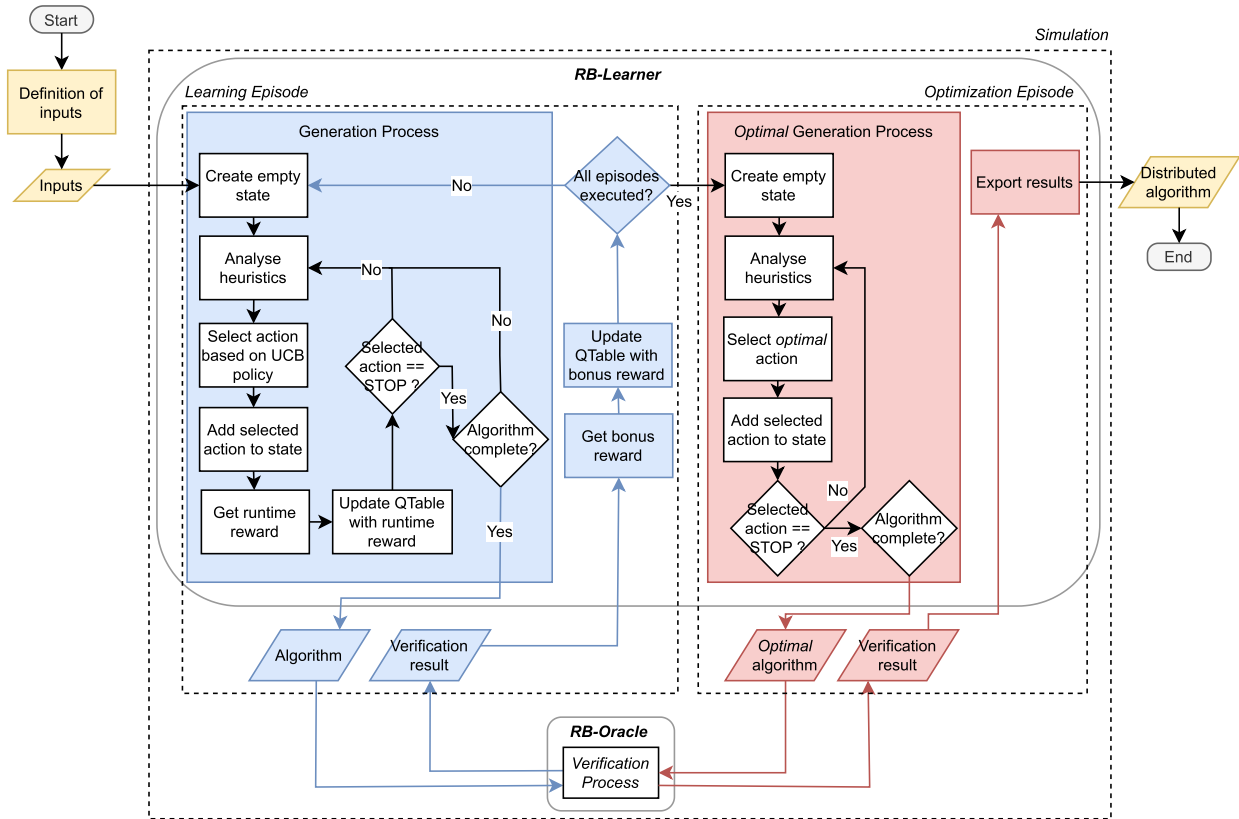 Start
Simulation
RB-Learner
Learning Episode
Optimization Episode
Definition of
inputs
Inputs
Generation Process
Create empty
state
Analyse
heuristics
Select action
based on UCB
policy
Add selected
action to state
Get runtime
reward
Update QTable
with runtime
reward
Selected
action ==
STOP ?
No
Yes
Algorithm
complete?
No
Yes
No
All episodes
executed?
Yes
Update
QTable with
bonus reward
Get bonus
reward
Optimal Generation Process
Create empty
state
Analyse
heuristics
Select optimal
action
Add selected
action to state
Selected
action ==
STOP ?
No
Yes
Algorithm
complete?
Export results
Distributed
algorithm
End
Algorithm
Verification
result
Optimal
algorithm
Verification
result
RB-Oracle
Verification
Process